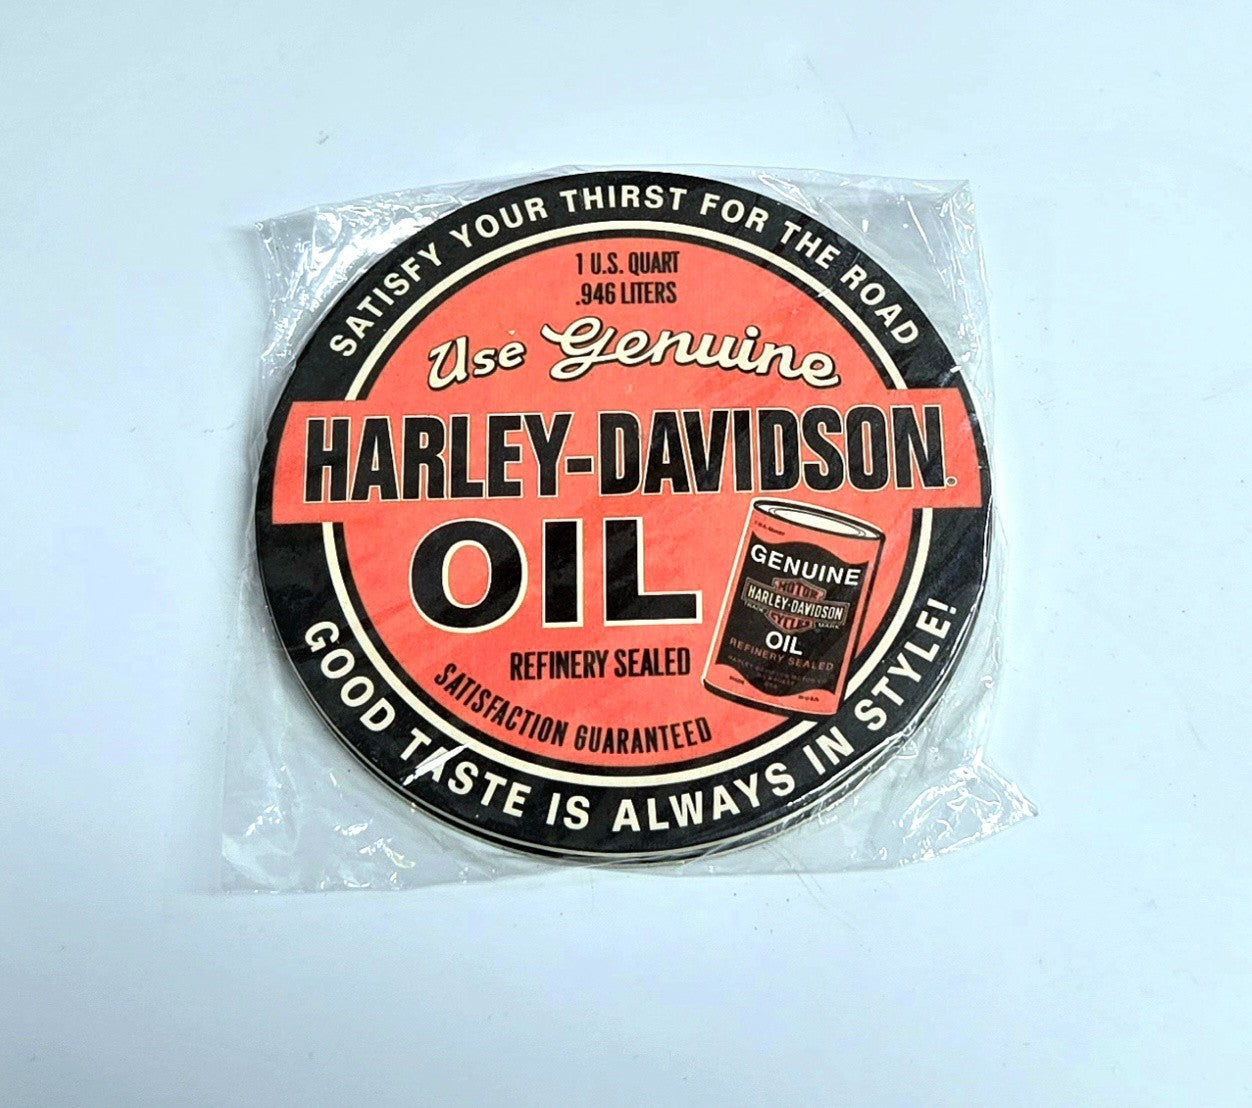 SATISFY YOUR THIRST FOR THE ROAD
1 U.S. QUART
.946 LITERS
Use Genuine
HARLEY-DAVIDSON
OIL
REFINERY SEALED
SATISFACTION GUARANTEED
GOOD TASTE IS ALWAYS IN STYLE!
GENUINE
MOTOR
HARLEY-DAVIDSON
CYCLES
OIL
REFINERY SEALED